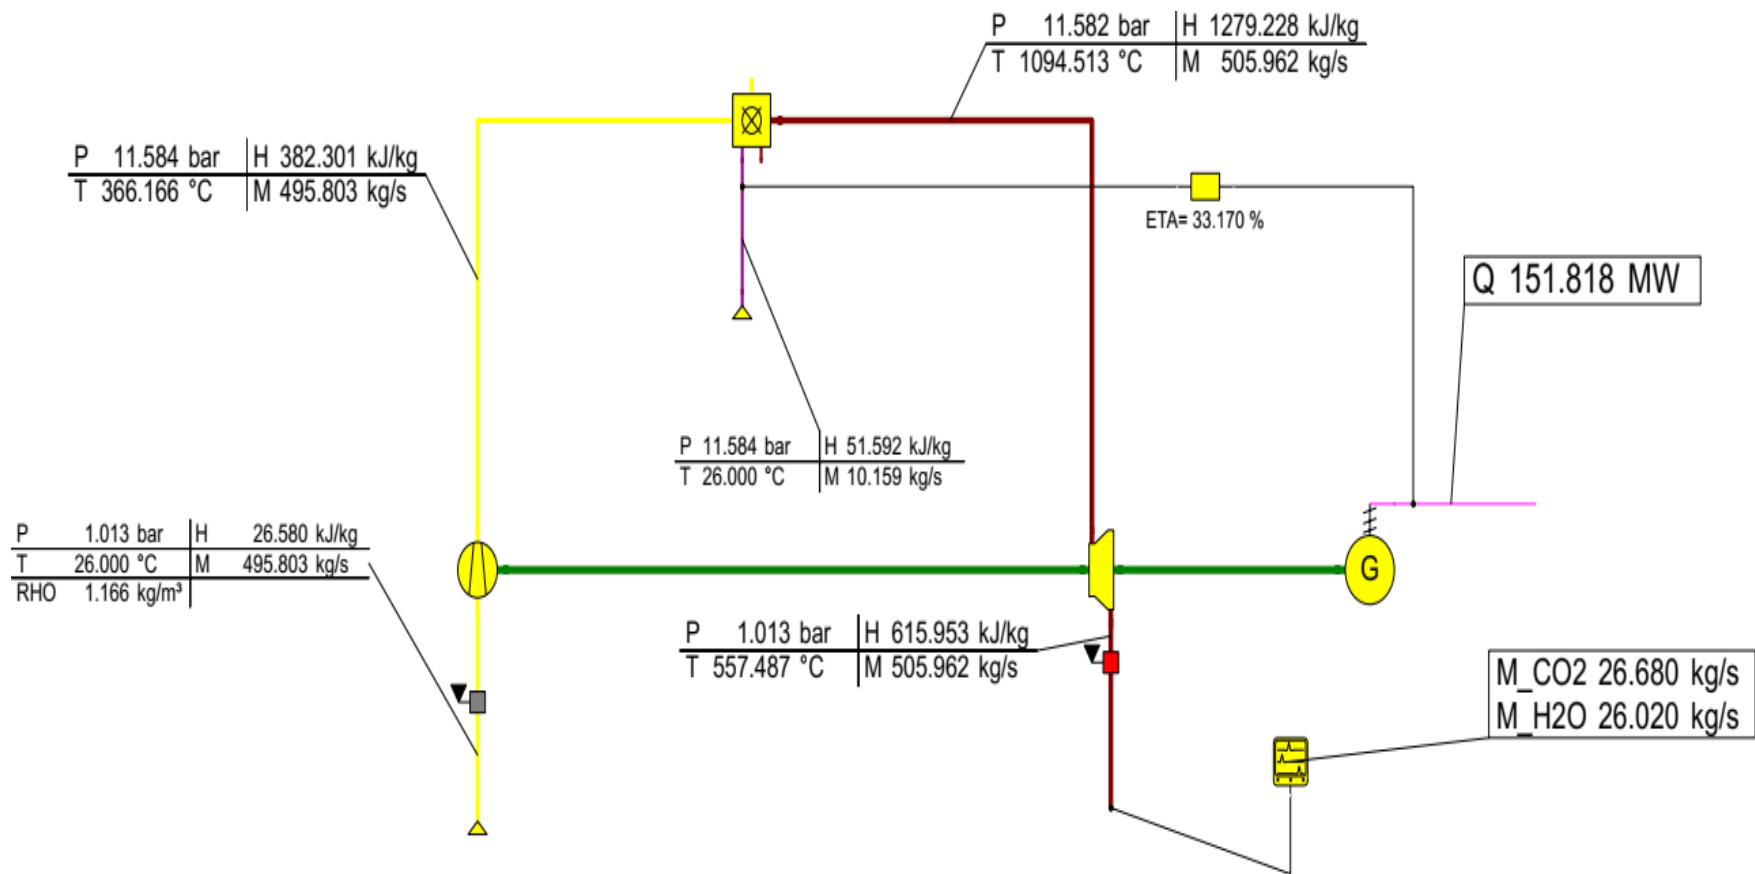 P 11.582 bar H 1279.228 kJ/kg
T 1094.513 °C M 505.962 kg/s
P 11.584 bar H 382.301 kJ/kg
T 366.166 °C M 495.803 kg/s
ETA= 33.170 %
Q 151.818 MW
P 11.584 bar H 51.592 kJ/kg
T 26.000 °C M 10.159 kg/s
P 1.013 bar H 26.580 kJ/kg
T 26.000 °C M 495.803 kg/s
RHO 1.166 kg/m³
G
P 1.013 bar H 615.953 kJ/kg
T 557.487 °C M 505.962 kg/s
M_CO2 26.680 kg/s
M_H2O 26.020 kg/s